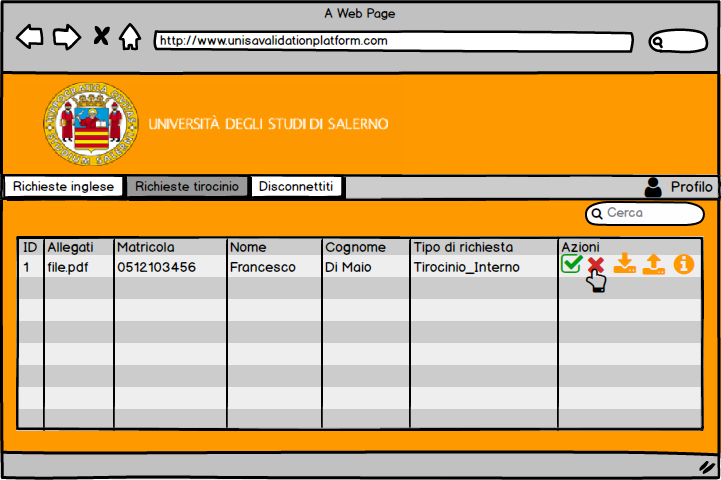 A Web Page
http://www.unisavalidationplatform.com
UNIVERSITÀ DEGLI STUDI DI SALERNO
Richieste inglese Richieste tirocinio Disconnettiti Profilo
Cerca
ID Allegati Matricola Nome Cognome Tipo di richiesta Azioni
1 file.pdf 0512103456 Francesco Di Maio Tirocinio_Interno